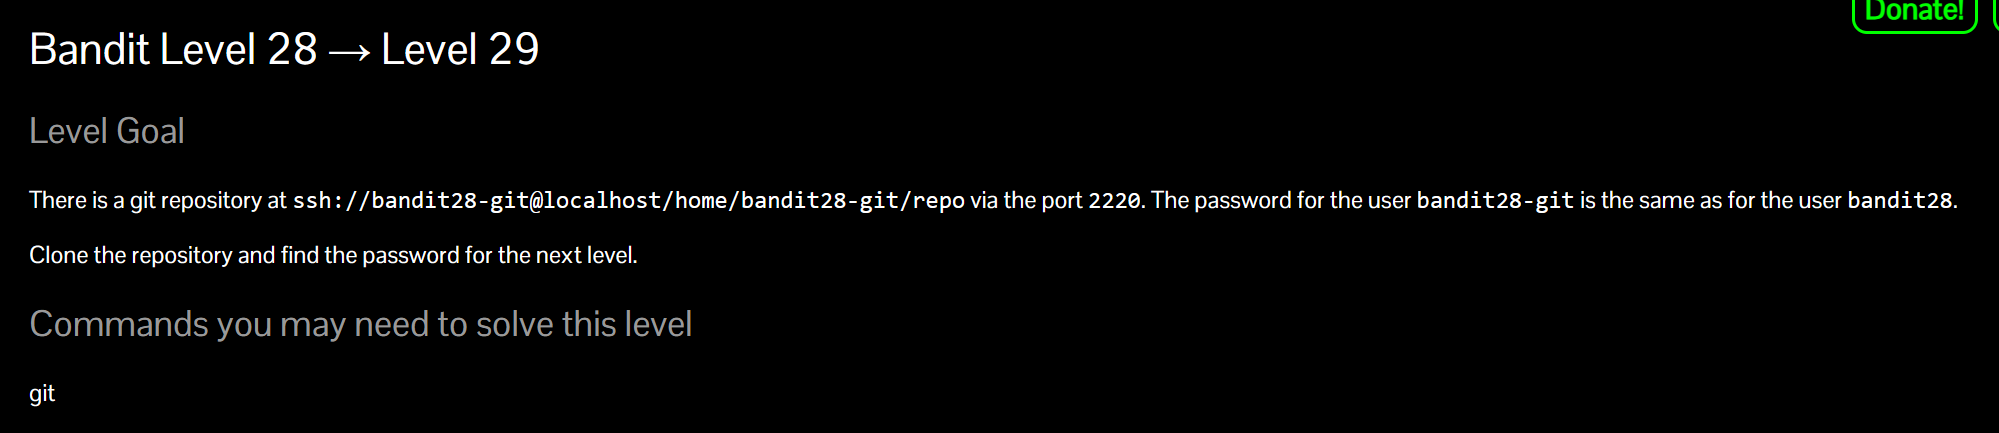 Donate!
Bandit Level 28 → Level 29
Level Goal
There is a git repository at ssh://bandit28-git@localhost/home/bandit28-git/repo via the port 2220. The password for the user bandit28-git is the same as for the user bandit28.
Clone the repository and find the password for the next level.
Commands you may need to solve this level
git